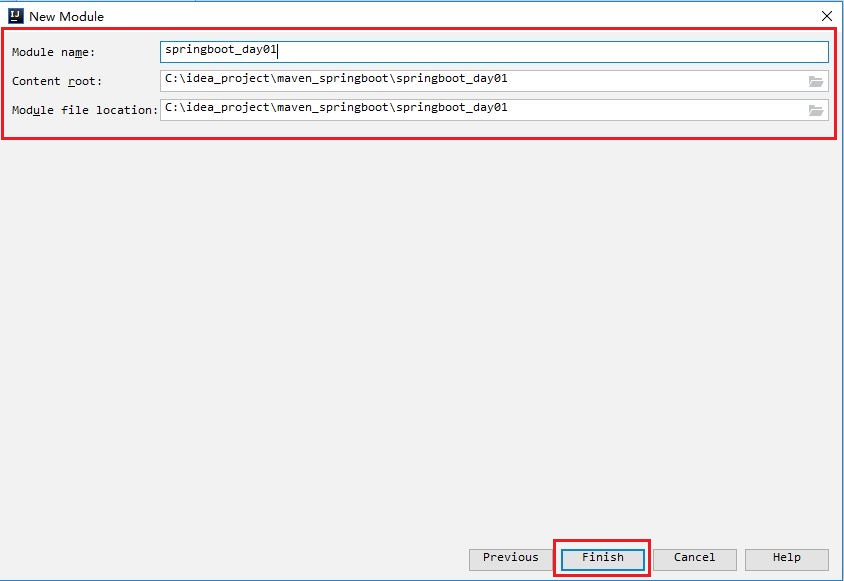 IJ New Module
Module name: springboot_day01
Content root: C:\idea_project\maven_springboot\springboot_day01
Module file location: C:\idea_project\maven_springboot\springboot_day01
Previous Finish Cancel Help